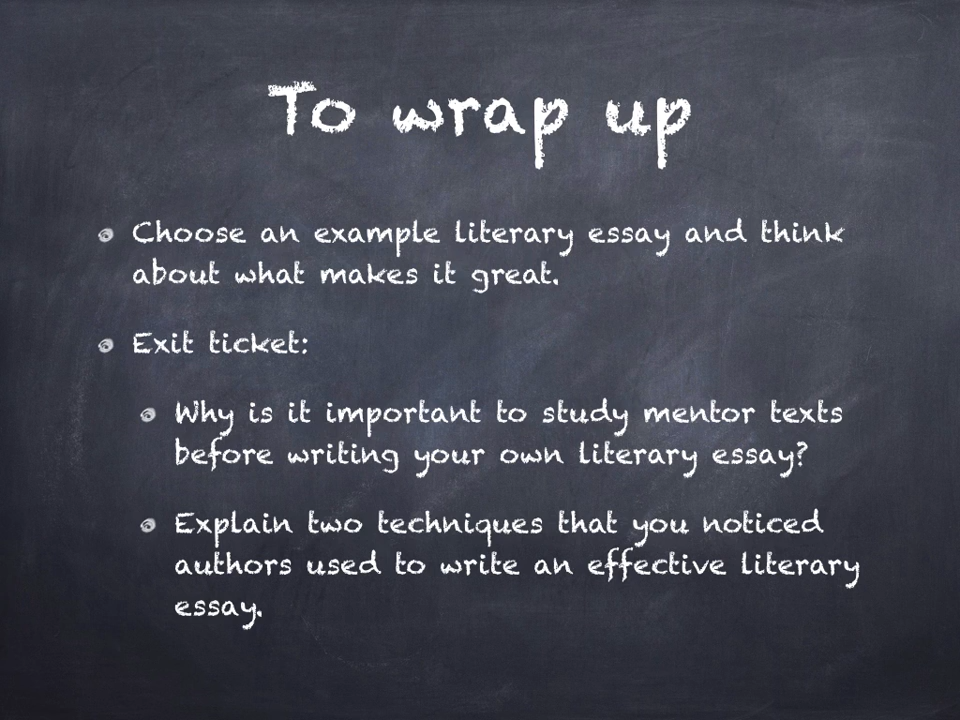 To wrap up
Choose an example literary essay and think
about what makes it great.
Exit ticket:
Why is it important to study mentor texts
before writing your own literary essay?
Explain two techniques that you noticed
authors used to write an effective literary
essay.